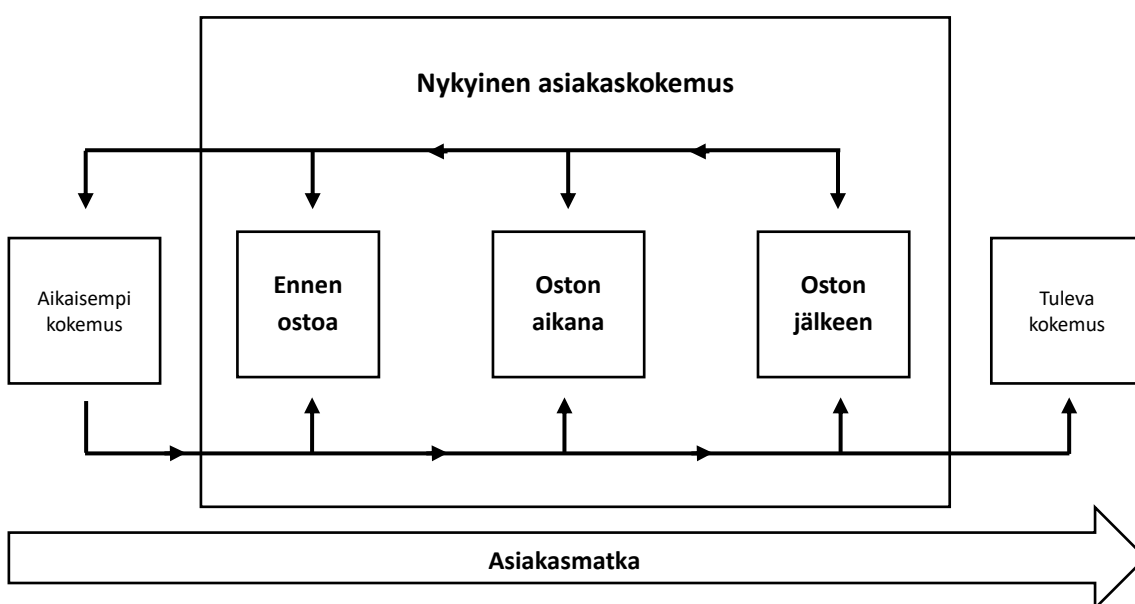 Nykyinen asiakaskokemus
Aikaisempi
kokemus
Ennen
ostoa
Oston
aikana
Oston
jälkeen
Tuleva
kokemus
Asiakasmatka